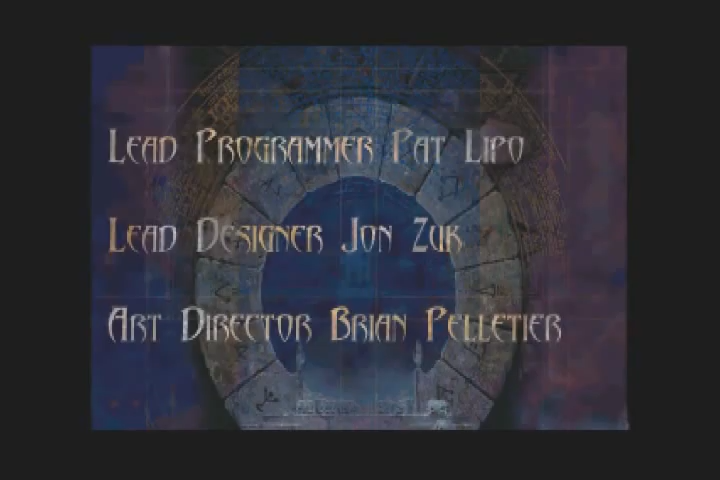 Lead Programmer Pat Lipo
Lead Designer Jon Zuk
Art Director Brian Pelletier